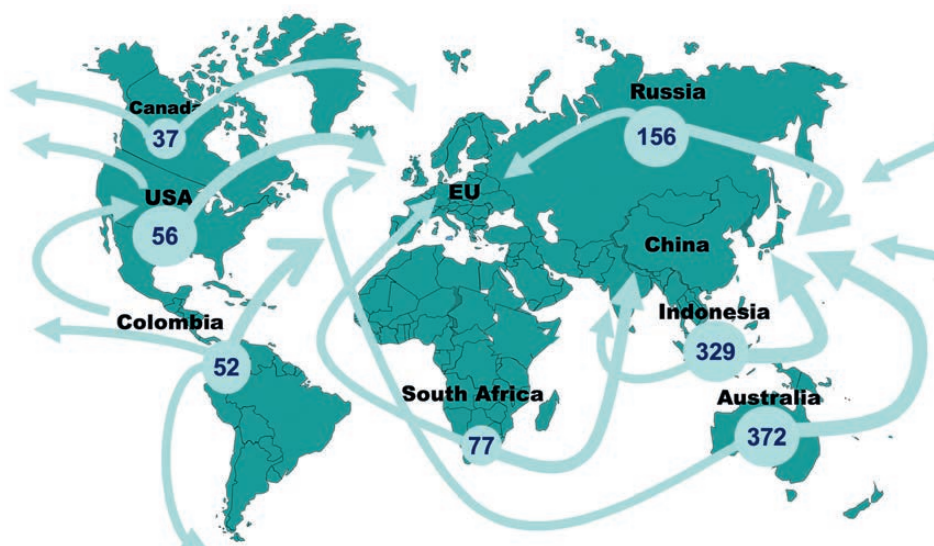 Canada
37
USA
56
Colombia
52
EU
South Africa
77
Russia
156
China
Indonesia
329
Australia
372